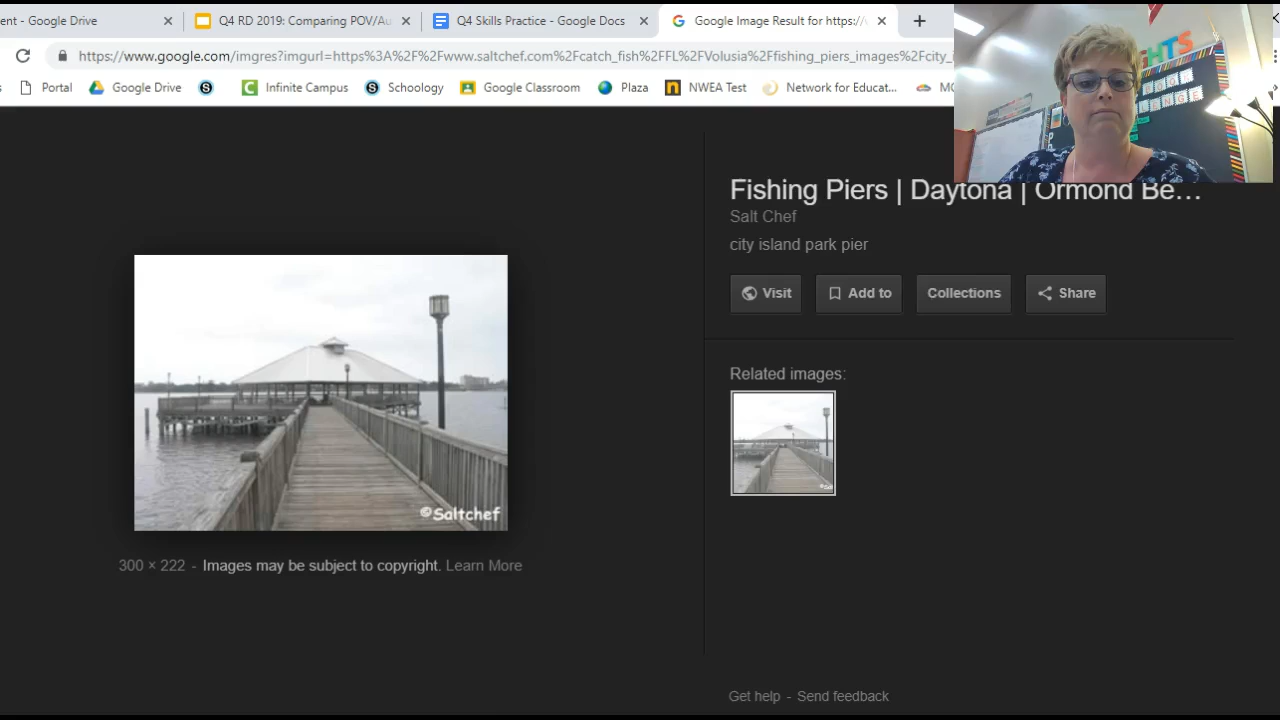 ent - Google Drive
Q4 RD 2019: Comparing POV/Au
Q4 Skills Practice - Google Docs
Google Image Result for https://
https://www.google.com/imgres?imgurl=https%3A%2F%2Fwww.saltchef.com%2Fcatch_fish%2FFL%2FVolusia%2Ffishing_piers_images%2Fcity_
Portal
Google Drive
Infinite Campus
Schoology
Google Classroom
Plaza
NWEA Test
Network for Educat...
Fishing Piers | Daytona | Ormond Be...
Salt Chef
city island park pier
Visit
Add to
Collections
Share
©Saltchef
Related images:
300 × 222 - Images may be subject to copyright. Learn More
Get help - Send feedback